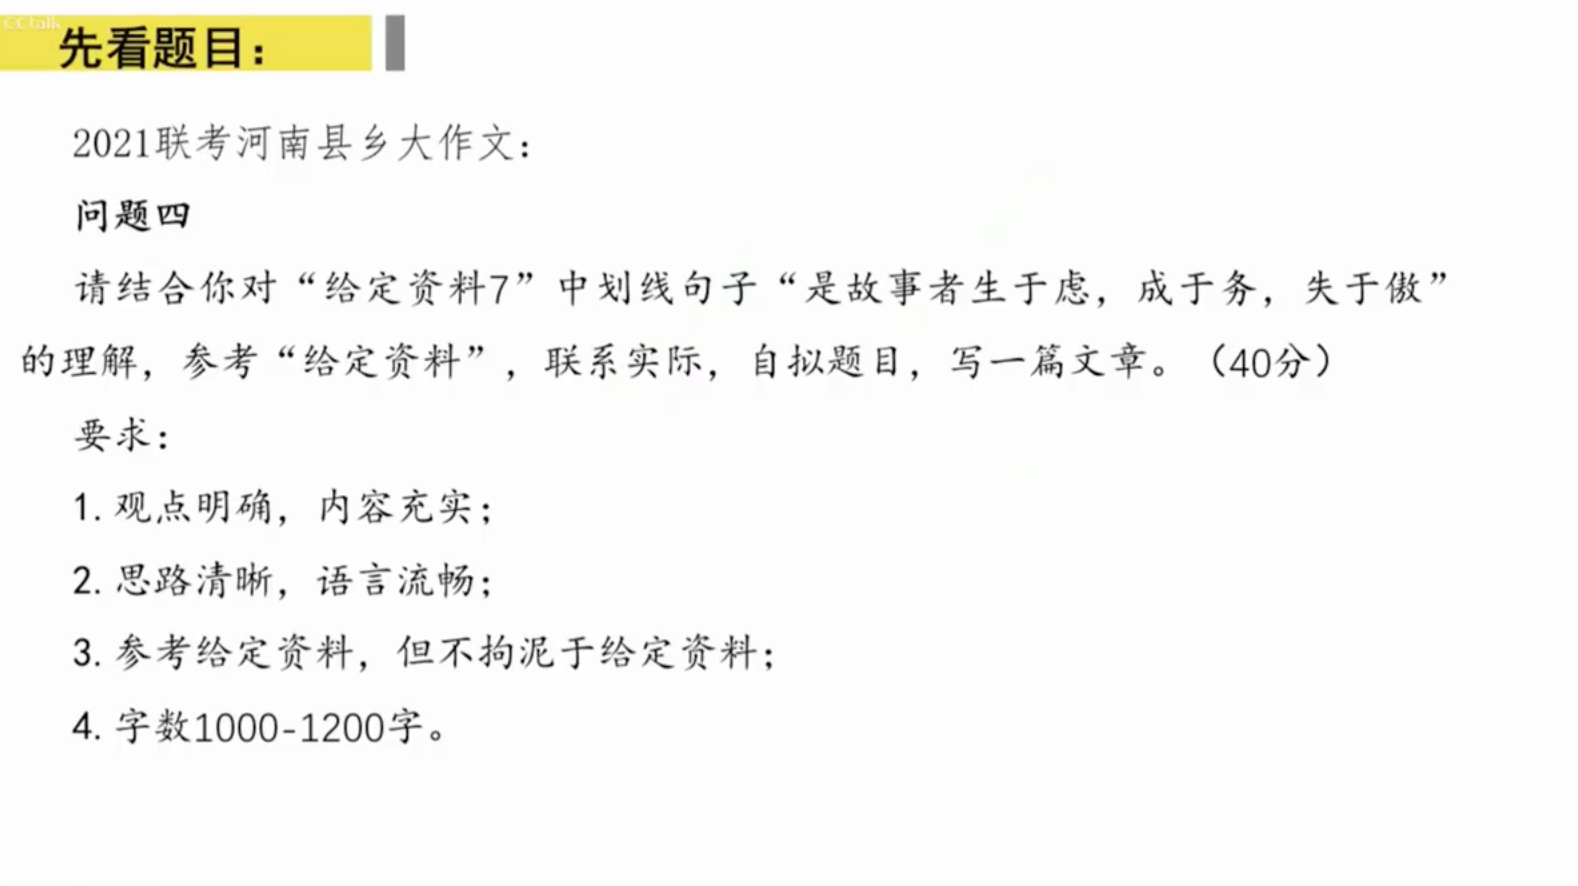 CCtalk
先看题目：
2021联考河南县乡大作文：
问题四
请结合你对“给定资料7”中划线句子“是故事者生于虑，成于务，失于傲”
的理解，参考“给定资料”，联系实际，自拟题目，写一篇文章。（40分）
要求：
1. 观点明确，内容充实；
2. 思路清晰，语言流畅；
3. 参考给定资料，但不拘泥于给定资料；
4. 字数1000-1200字。